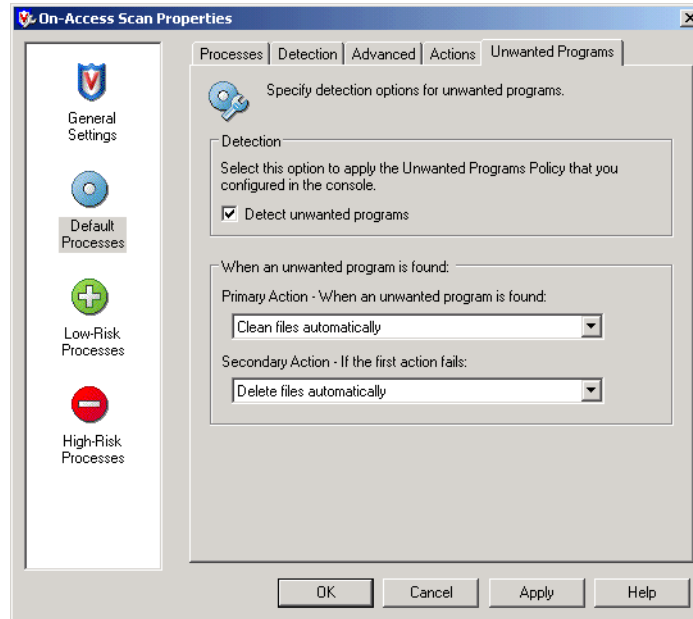 On-Access Scan Properties
General
Settings
Default
Processes
Low-Risk
Processes
High-Risk
Processes
Processes
Detection
Advanced
Actions
Unwanted Programs
Specify detection options for unwanted programs.
Detection
Select this option to apply the Unwanted Programs Policy that you
configured in the console.
Detect unwanted programs
When an unwanted program is found:
Primary Action - When an unwanted program is found:
Clean files automatically
Secondary Action - If the first action fails:
Delete files automatically
OK
Cancel
Apply
Help